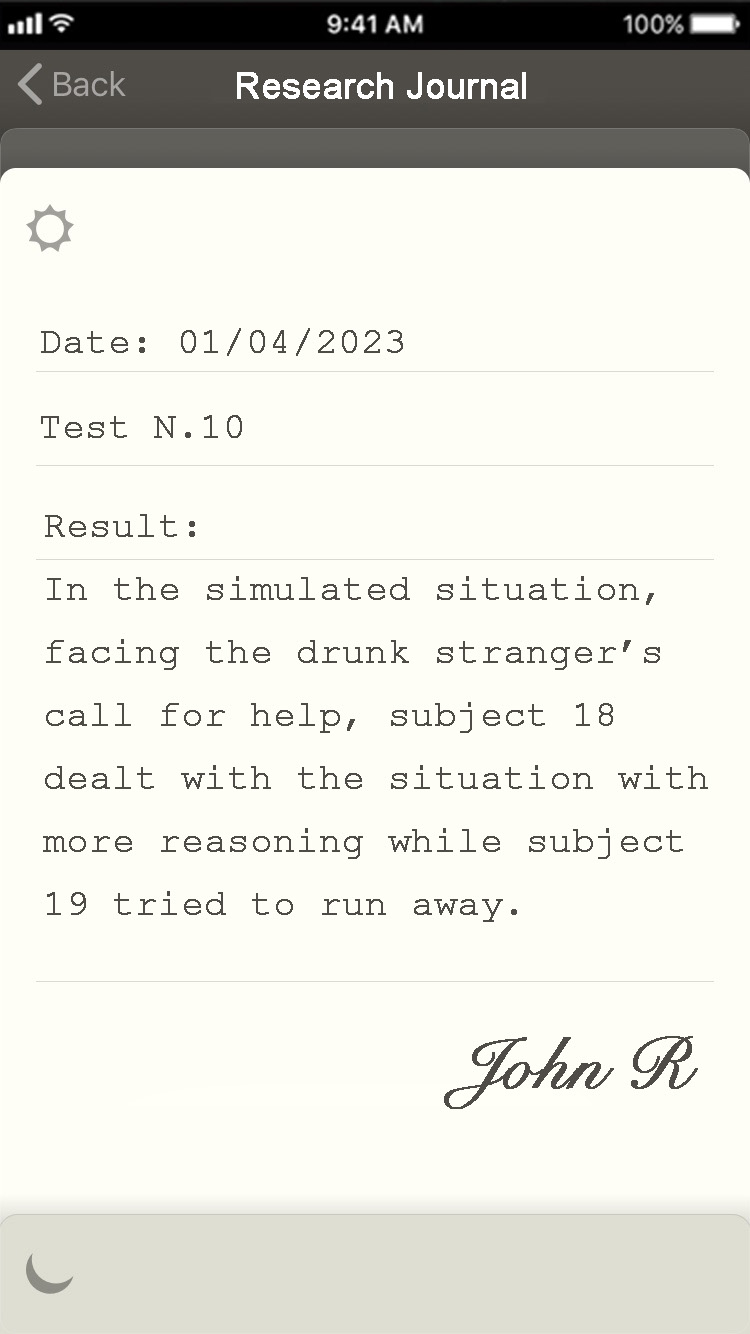 9:41 AM 100%
Back Research Journal
Date: 01/04/2023
Test N.10
Result:
In the simulated situation,
facing the drunk stranger’s
call for help, subject 18
dealt with the situation with
more reasoning while subject
19 tried to run away.
John R